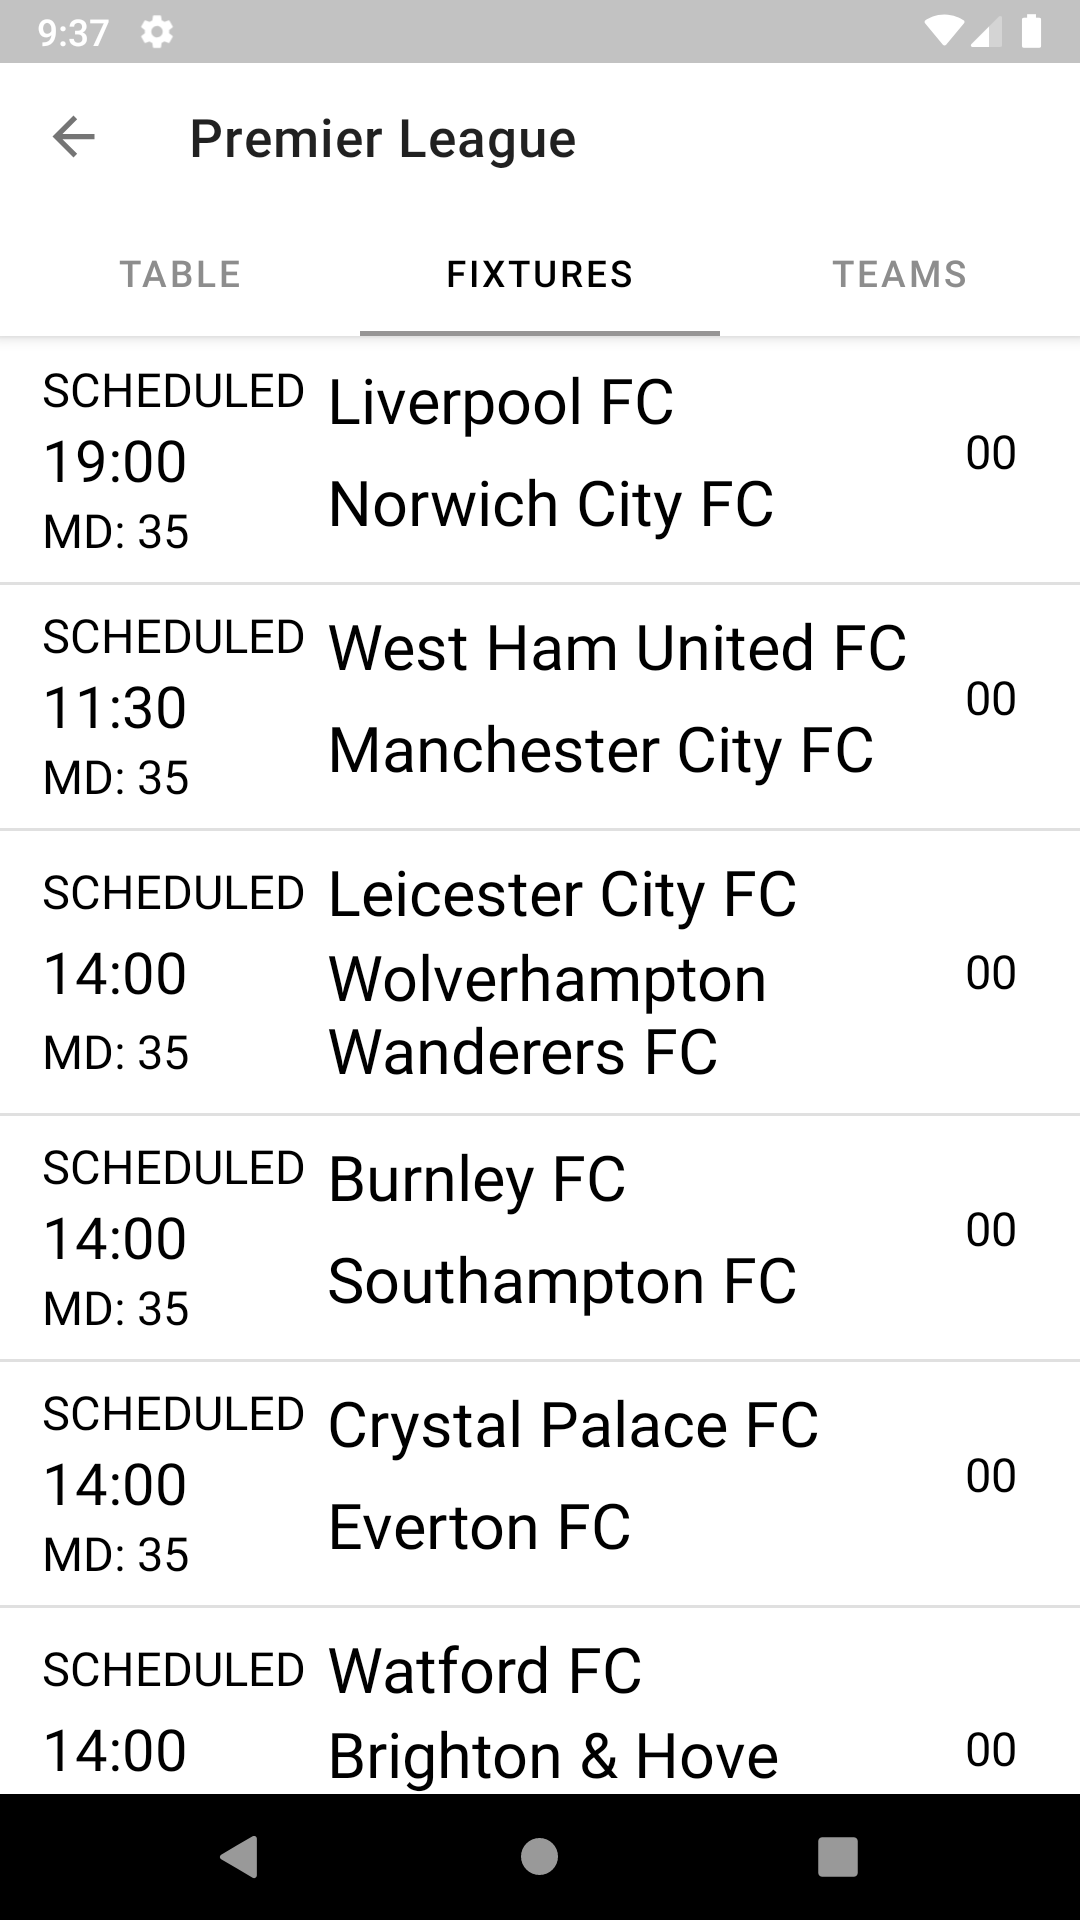 9:37
Premier League
TABLE FIXTURES TEAMS
SCHEDULED
19:00
MD: 35
Liverpool FC
Norwich City FC
00
SCHEDULED
11:30
MD: 35
West Ham United FC
Manchester City FC
00
SCHEDULED
14:00
MD: 35
Leicester City FC
Wolverhampton
Wanderers FC
00
SCHEDULED
14:00
MD: 35
Burnley FC
Southampton FC
00
SCHEDULED
14:00
MD: 35
Crystal Palace FC
Everton FC
00
SCHEDULED
14:00
Watford FC
Brighton & Hove
00